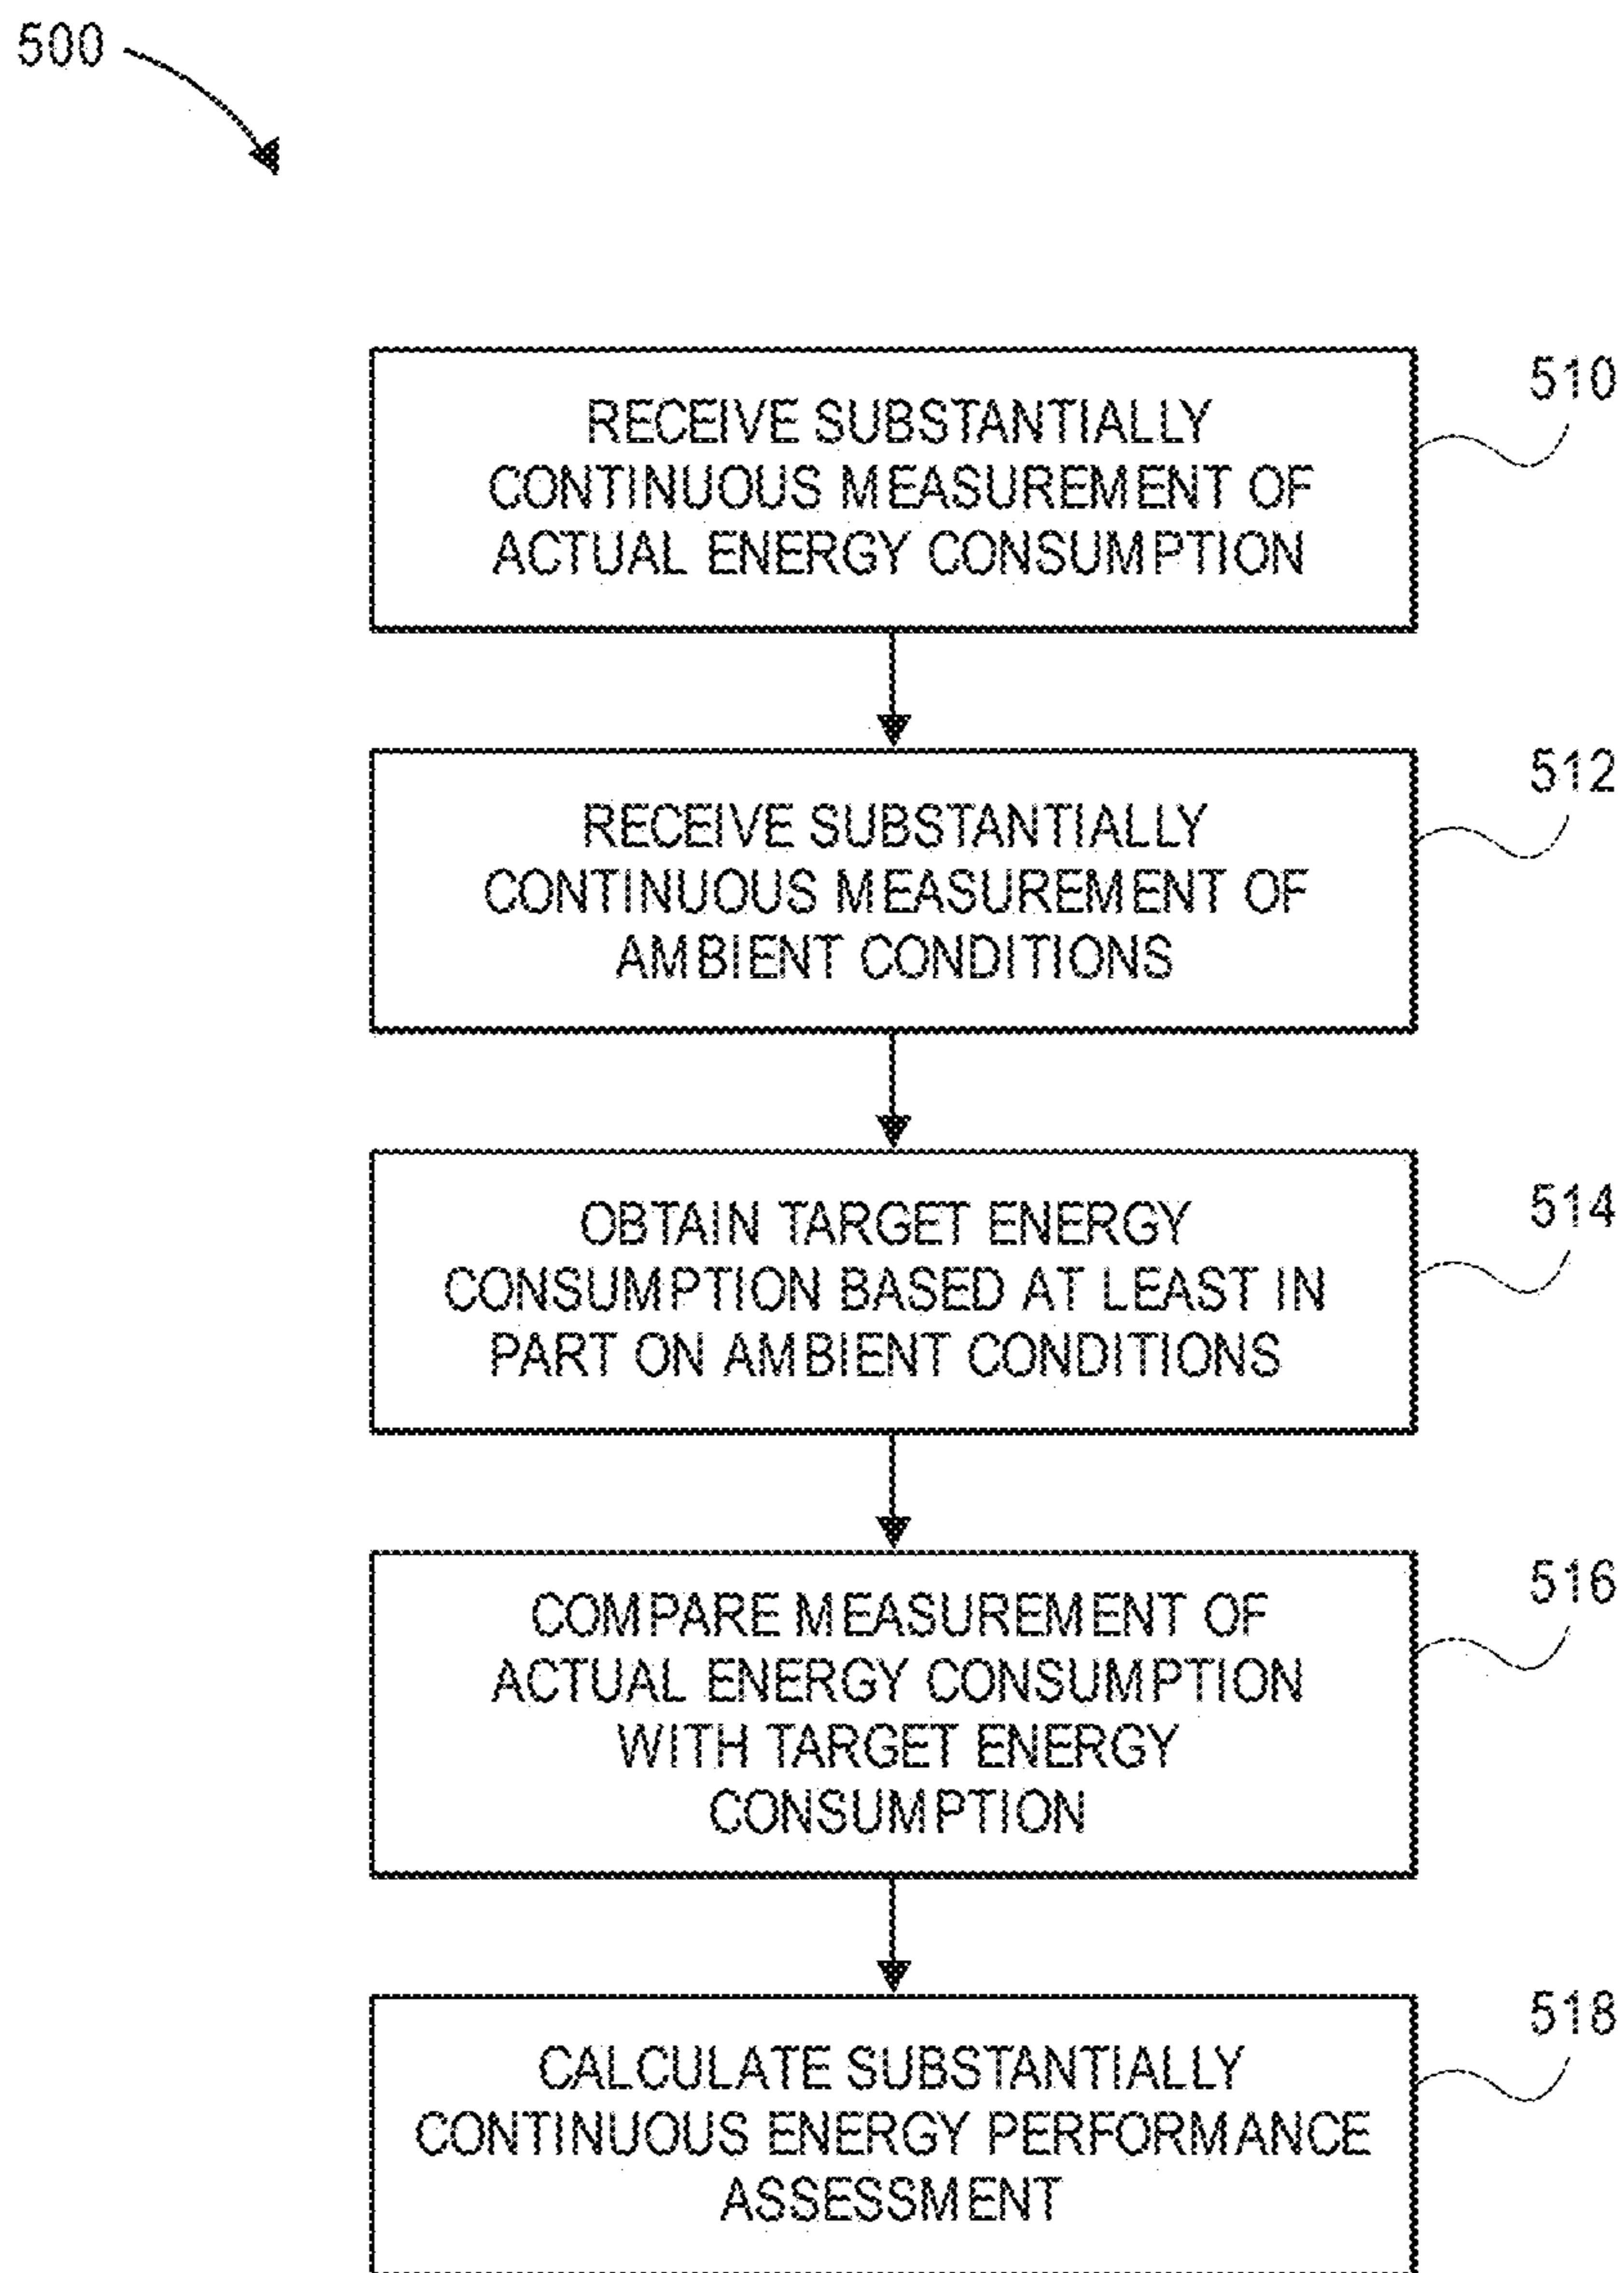 500
510
RECEIVE SUBSTANTIALLY
CONTINUOUS MEASUREMENT OF
ACTUAL ENERGY CONSUMPTION
512
RECEIVE SUBSTANTIALLY
CONTINUOUS MEASUREMENT OF
AMBIENT CONDITIONS
514
OBTAIN TARGET ENERGY
CONSUMPTION BASED AT LEAST IN
PART ON AMBIENT CONDITIONS
516
COMPARE MEASUREMENT OF
ACTUAL ENERGY CONSUMPTION
WITH TARGET ENERGY
CONSUMPTION
518
CALCULATE SUBSTANTIALLY
CONTINUOUS ENERGY PERFORMANCE
ASSESSMENT